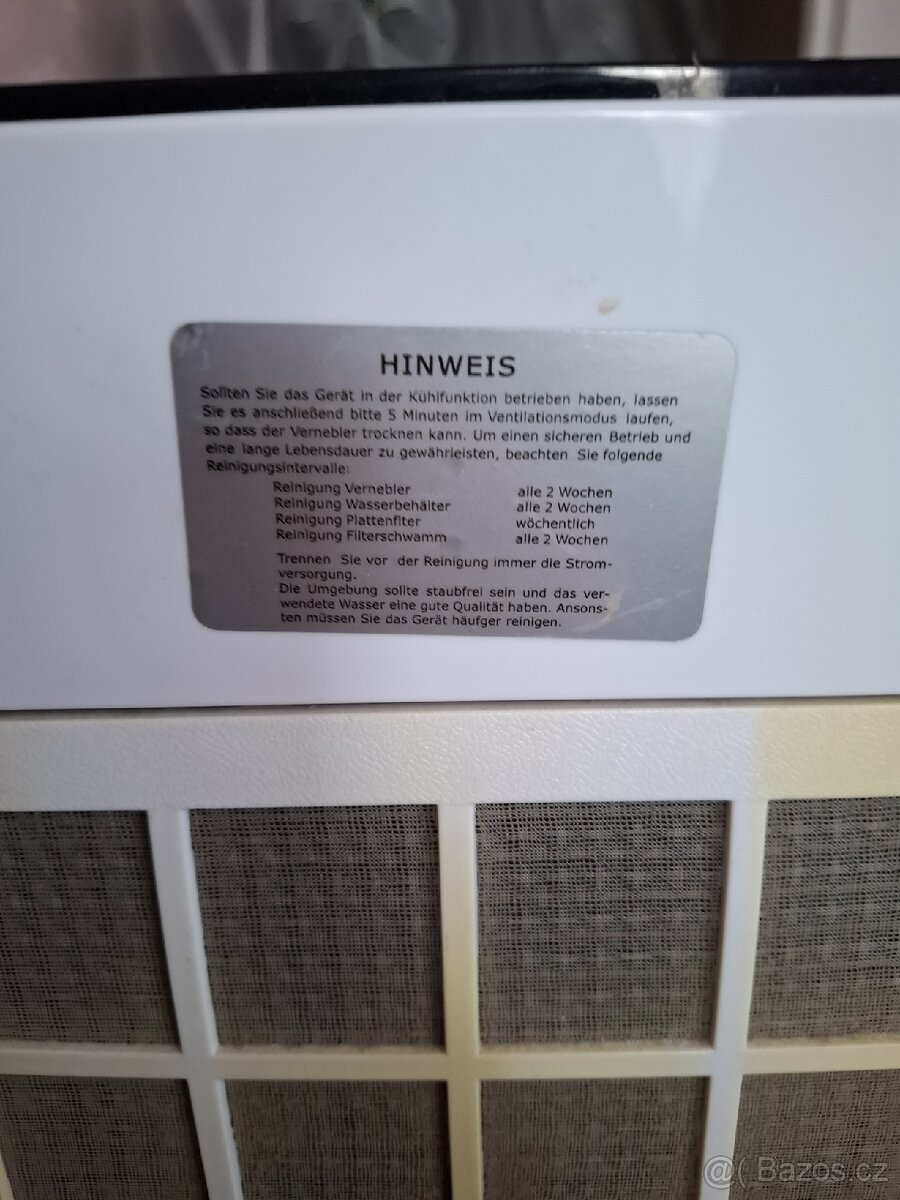 HINWEIS
Sollten Sie das Gerät in der Kühlfunktion betrieben haben, lassen
Sie es anschließend bitte 5 Minuten im Ventilationsmodus laufen,
so dass der Vernebler trocknen kann. Um einen sicheren Betrieb und
eine lange Lebensdauer zu gewährleisten, beachten Sie folgende
Reinigungsintervalle:
Reinigung Vernebler alle 2 Wochen
Reinigung Wasserbehälter alle 2 Wochen
Reinigung Plattenflter wöchentlich
Reinigung Filterschwamm alle 2 Wochen
Trennen Sie vor der Reinigung immer die Strom-
versorgung.
Die Umgebung sollte staubfrei sein und das ver-
wendete Wasser eine gute Qualität haben. Ansons-
ten müssen Sie das Gerät häufger reinigen.
@( Bazos.cz